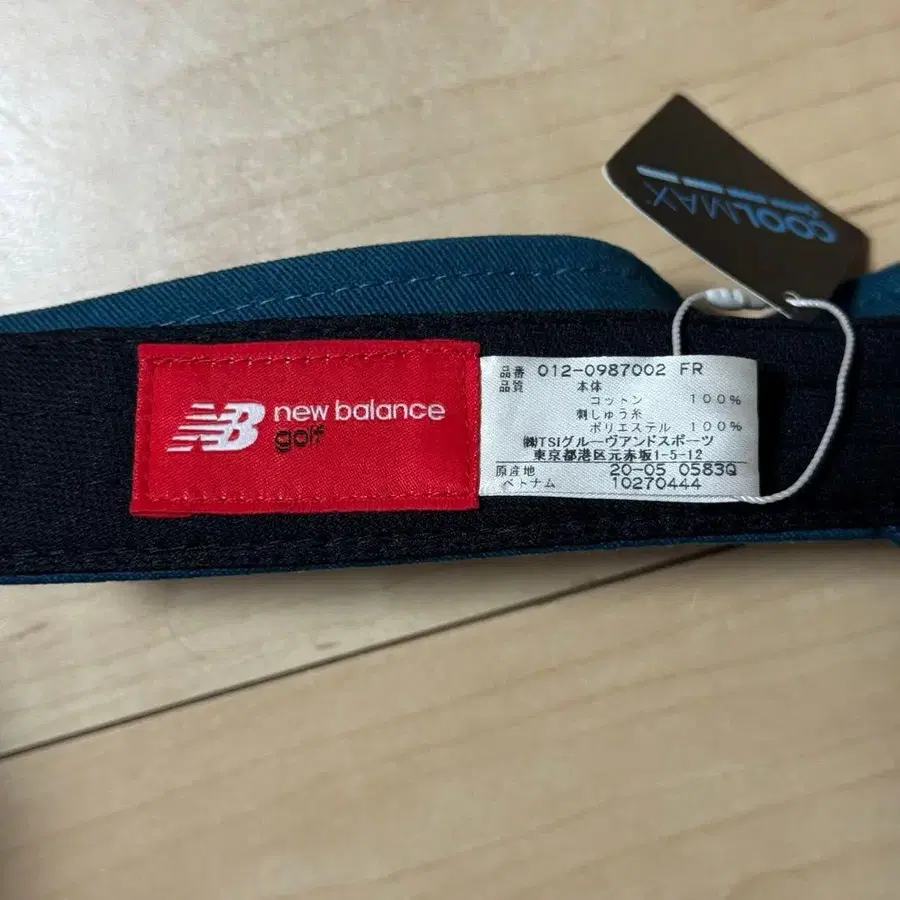 COOLMAX
NB new balance
golf
品番 012-0987002 FR
品質 本体
コットン 100%
刺しゅう糸
ポリエステル 100%
㈱TSIグルーヴアンドスポーツ
東京都港区元赤坂1-5-12
原産地 20-05 0583Q
ベトナム 10270444